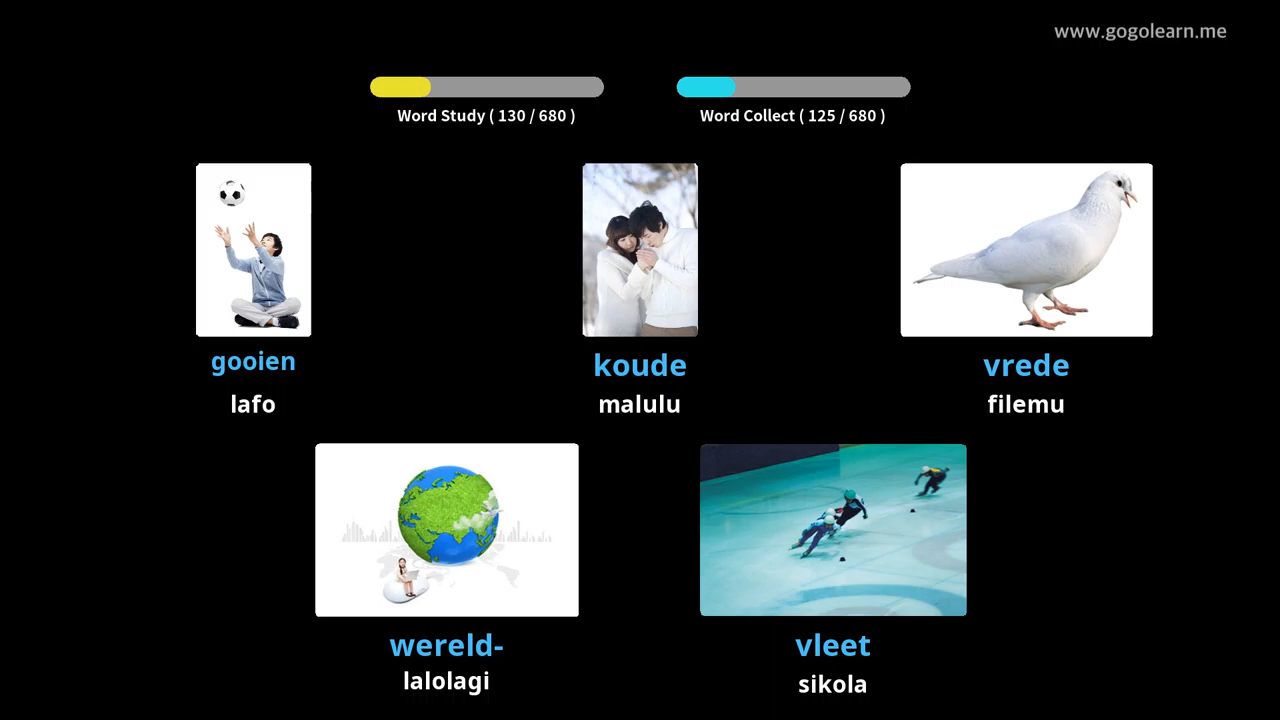 www.gogolearn.me
Word Study ( 130 / 680 )
Word Collect ( 125 / 680 )
gooien
koude
vrede
lafo
malulu
filemu
wereld-
vleet
lalolagi
sikola